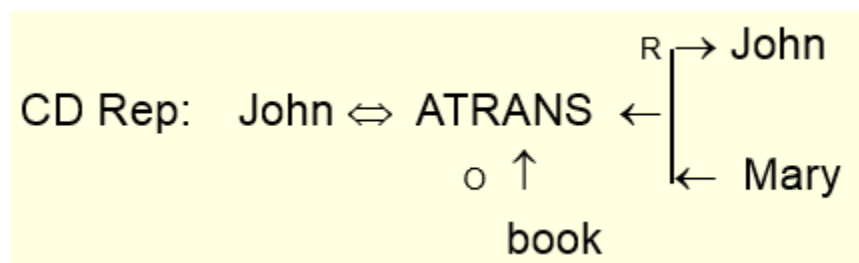 R → John
CD Rep: John ⇔ ATRANS ←
← Mary
O ↑
book